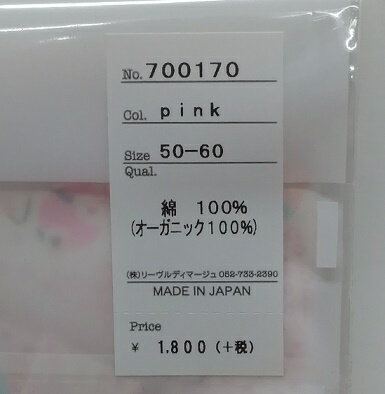 No. 700170
Col. pink
Size 50-60
Qual.
綿 100%
(オーガニック100%)
(株)リーヴルディマージュ 052-733-2390
MADE IN JAPAN
Price
¥ 1,800 (+税)